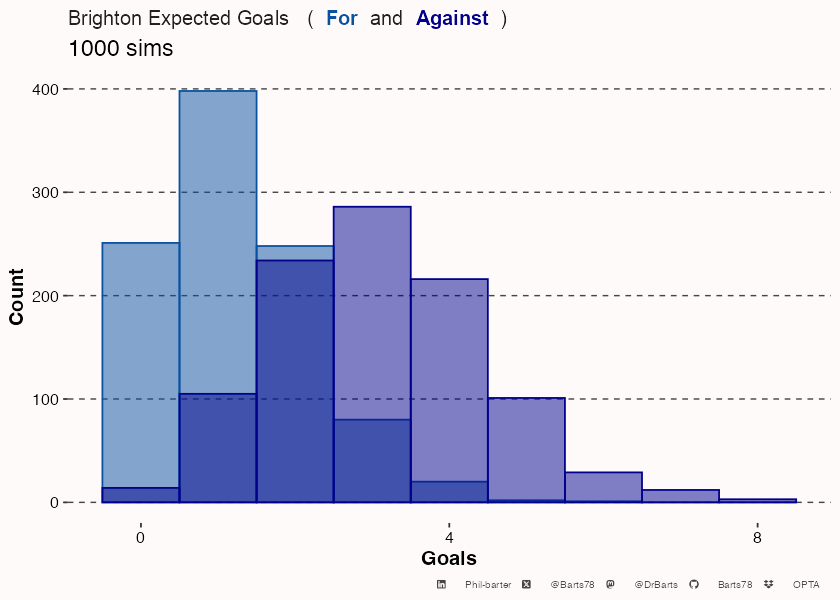 Brighton Expected Goals ( For and Against )
1000 sims
400
300
200
100
0
Count
0 4 8
Goals
Phil-barter @Barts78 @DrBarts Barts78 OPTA